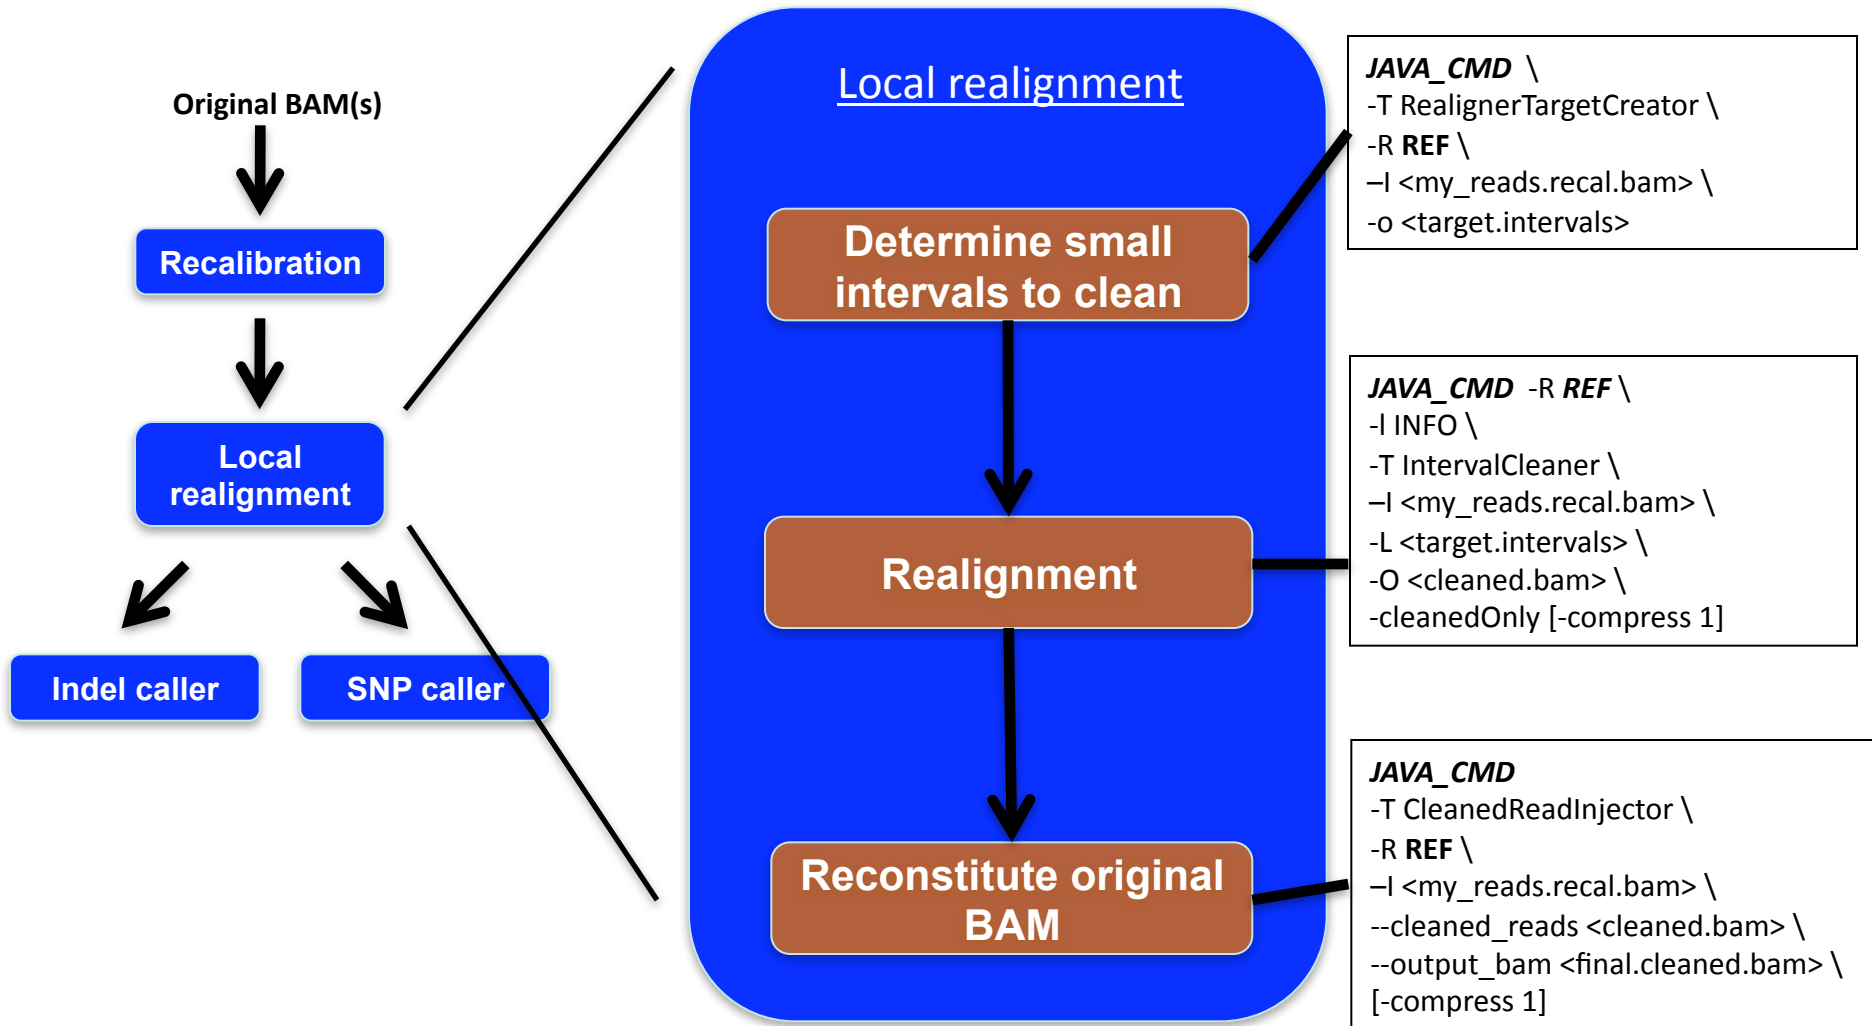 Original BAM(s)
Recalibration
Local
realignment
Indel caller
SNP caller
Local realignment
Determine small
intervals to clean
Realignment
Reconstitute original
BAM
JAVA_CMD \
-T RealignerTargetCreator \
-R REF \
–I <my_reads.recal.bam> \
-o <target.intervals>
JAVA_CMD -R REF \
-l INFO \
-T IntervalCleaner \
–I <my_reads.recal.bam> \
-L <target.intervals> \
-O <cleaned.bam> \
-cleanedOnly [-compress 1]
JAVA_CMD
-T CleanedReadInjector \
-R REF \
–I <my_reads.recal.bam> \
--cleaned_reads <cleaned.bam> \
--output_bam <final.cleaned.bam> \
[-compress 1]